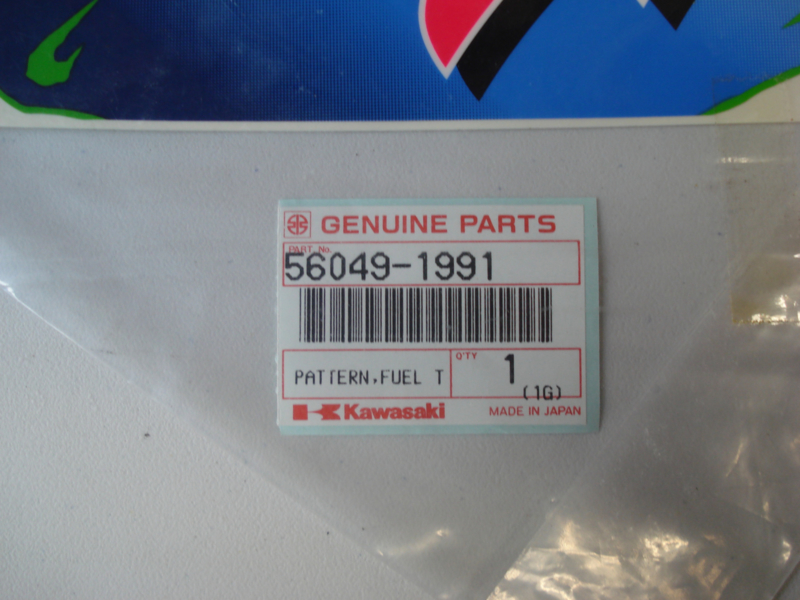 GENUINE PARTS
PART No.
56049-1991
PATTERN,FUEL T
Q'TY
1
(1G)
Kawasaki
MADE IN JAPAN